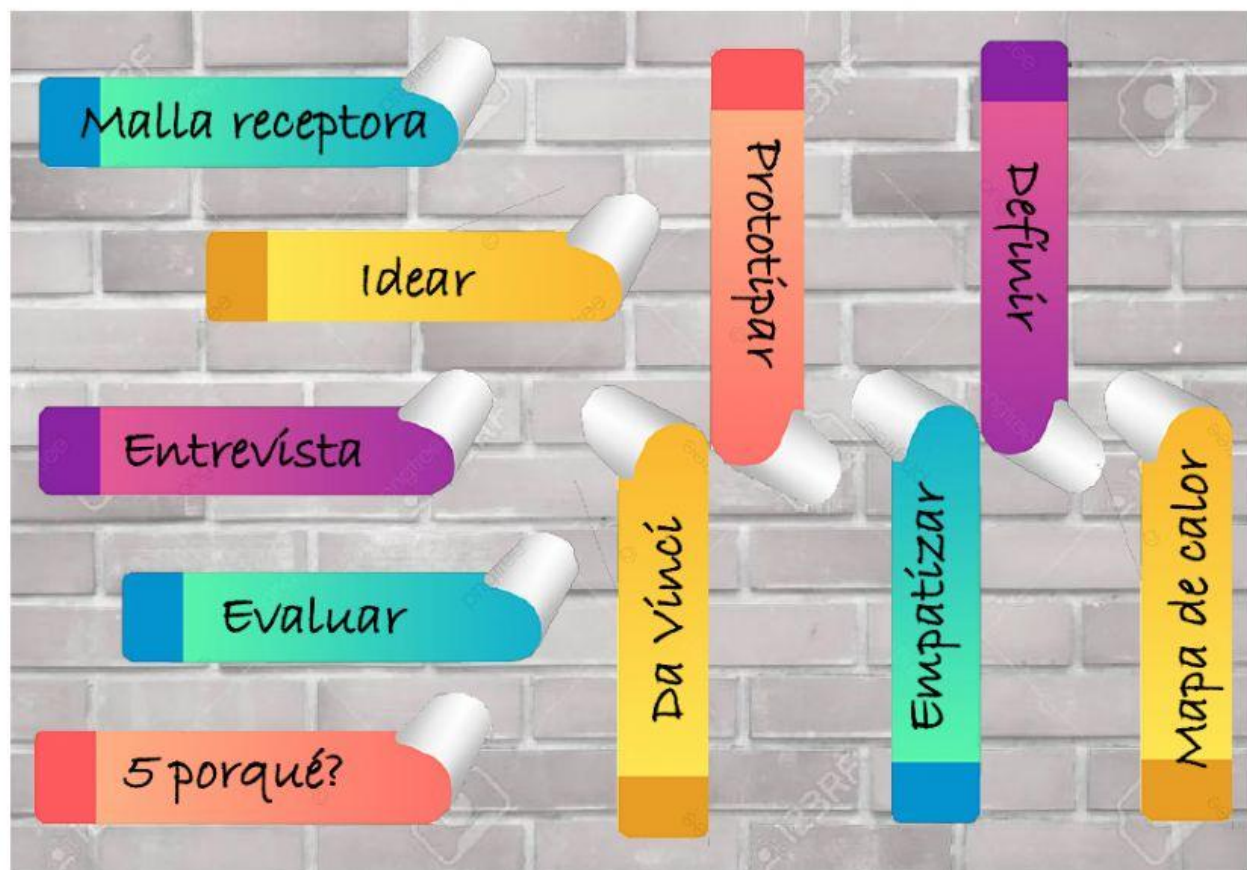 Malla receptora
Idear
Entrevista
Evaluar
5 porqué?
Prototipar
Definir
Da Vinci
Empatizar
Mapa de calor